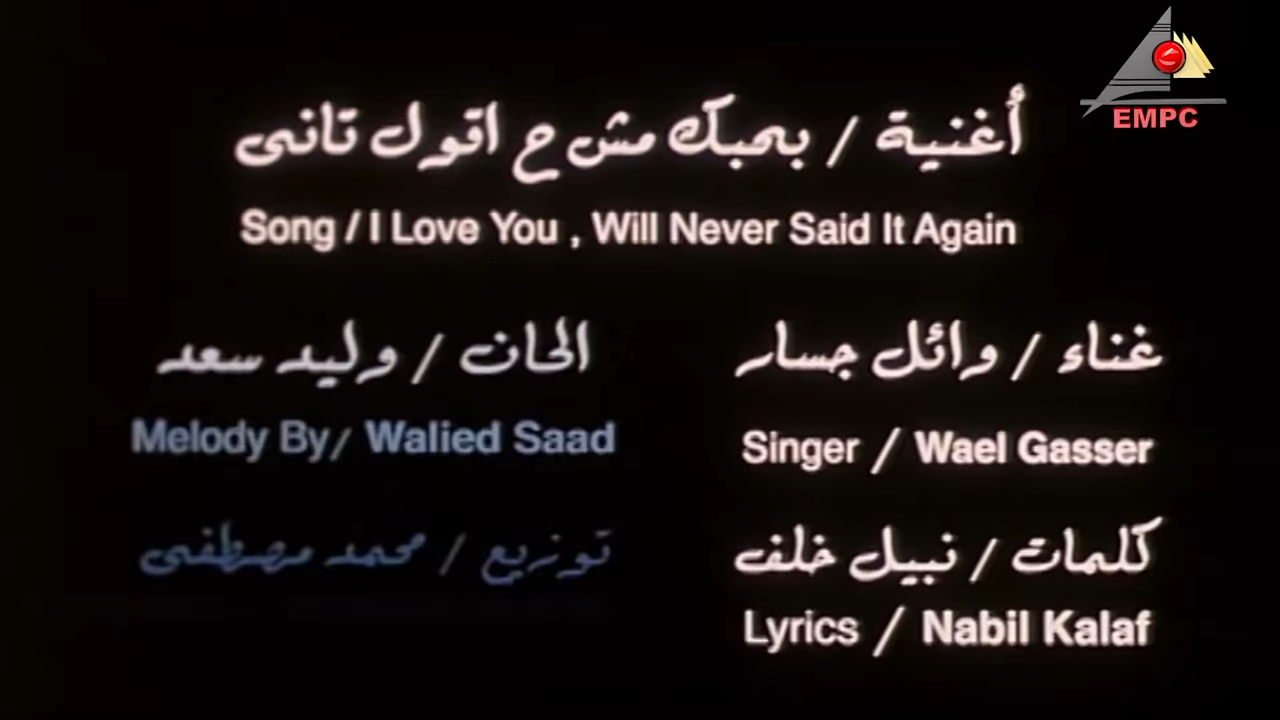 EMPC
أغنية / بحبك مش ح اقول تانى
Song / I Love You , Will Never Said It Again
غناء / وائل جسار
Singer / Wael Gasser
كلمات / نبيل خلف
Lyrics / Nabil Kalaf
الحان / وليد سعد
Melody By/ Walied Saad
توزيع / محمد مصطفى